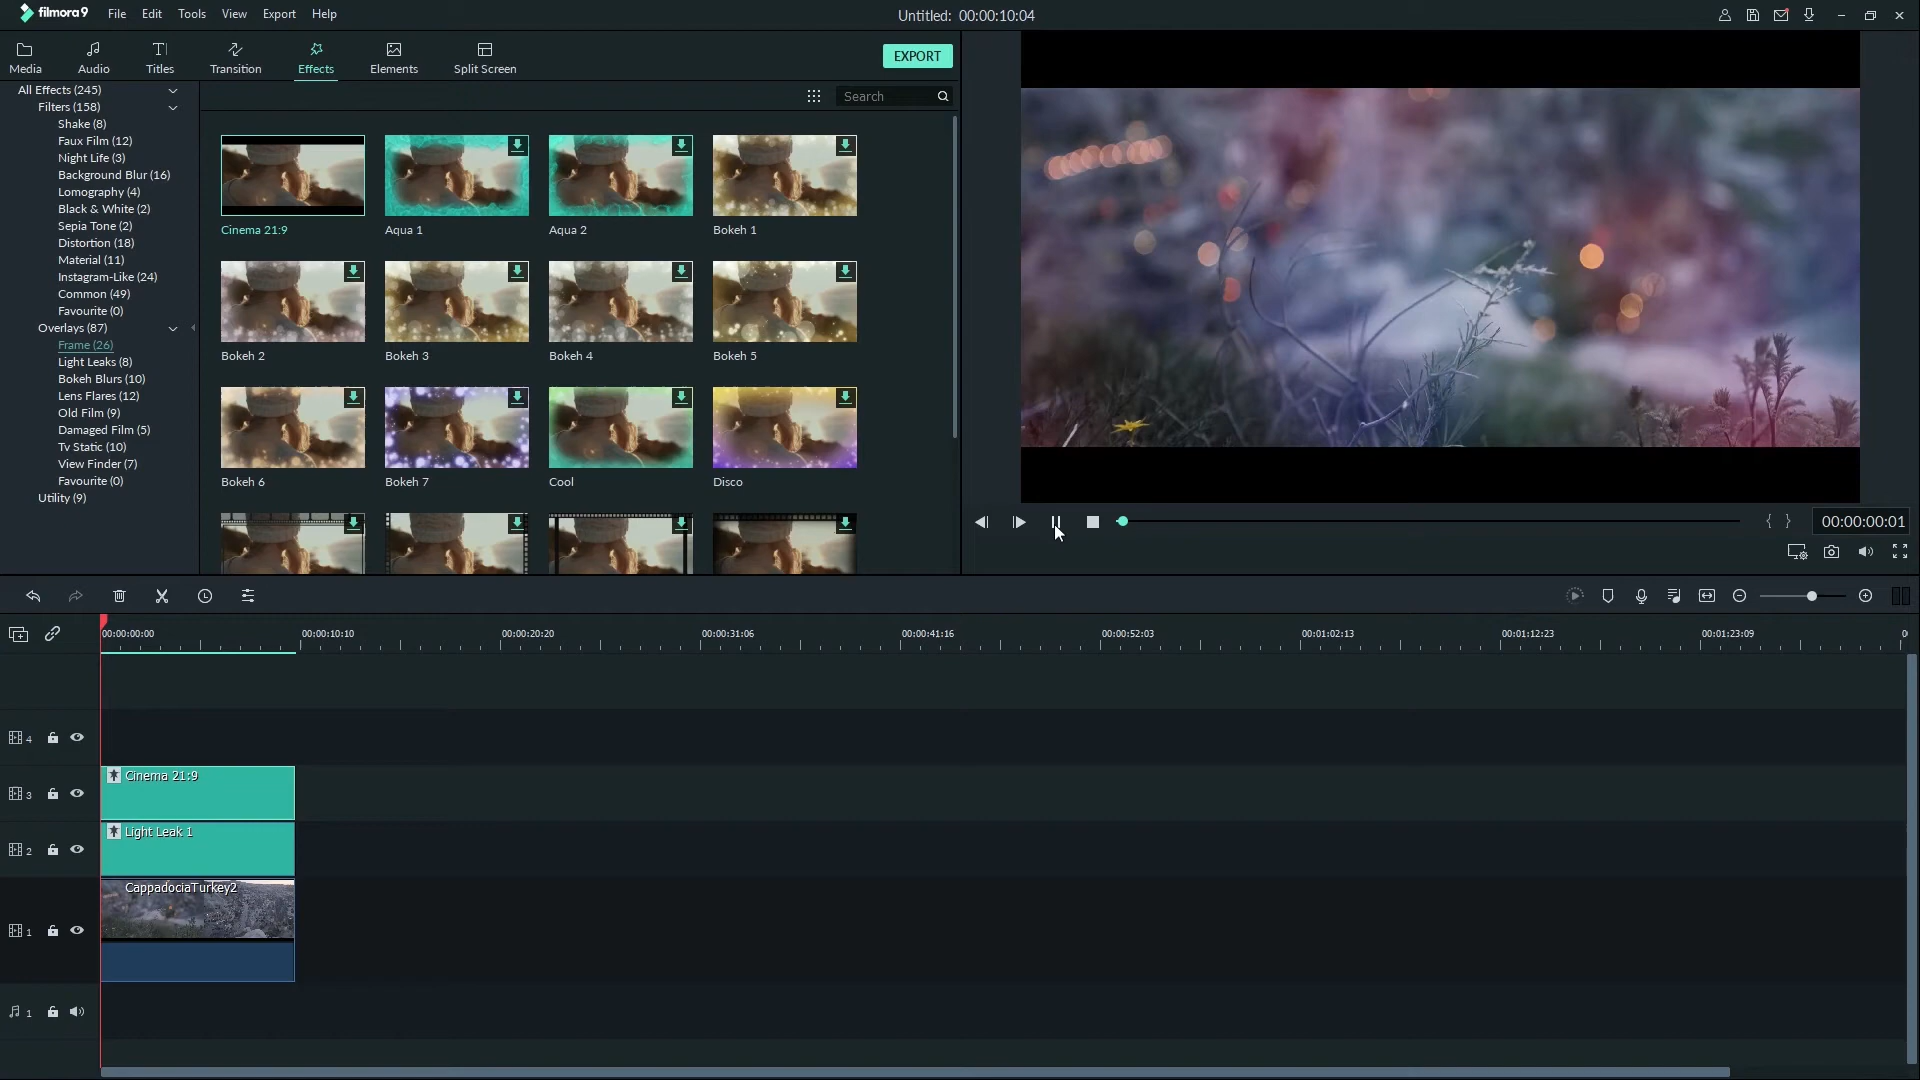 filmora9 File Edit Tools View Export Help Untitled: 00:00:10:04
Media Audio Titles Transition Effects Elements Split Screen EXPORT
All Effects (245)
Filters (158)
Shake (8)
Faux Film (12)
Night Life (3)
Background Blur (16)
Lomography (4)
Black & White (2)
Sepia Tone (2)
Distortion (18)
Material (11)
Instagram-Like (24)
Common (49)
Favourite (0)
Overlays (87)
Frame (26)
Light Leaks (8)
Bokeh Blurs (10)
Lens Flares (12)
Old Film (9)
Damaged Film (5)
Tv Static (10)
View Finder (7)
Favourite (0)
Utility (9)
Search
Cinema 21:9 Aqua 1 Aqua 2 Bokeh 1
Bokeh 2 Bokeh 3 Bokeh 4 Bokeh 5
Bokeh 6 Bokeh 7 Cool Disco
{ } 00:00:00:01
00:00:00:00 00:00:10:10 00:00:20:20 00:00:31:06 00:00:41:16 00:00:52:03 00:01:02:13 00:01:12:23 00:01:23:09
4
3 Cinema 21:9
2 Light Leak 1
1 CappadociaTurkey2
1